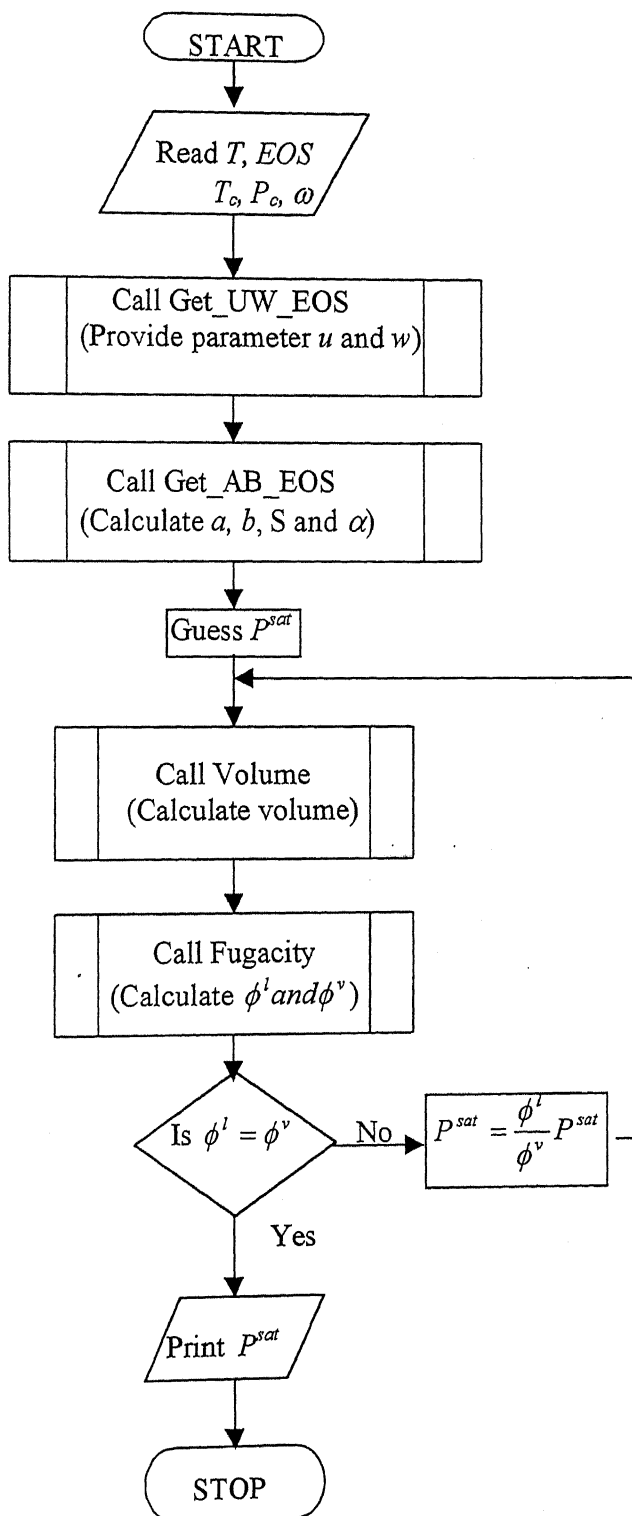 START
Read T, EOS
T_c, P_c, ω
Call Get_UW_EOS
(Provide parameter u and w)
Call Get_AB_EOS
(Calculate a, b, S and α)
Guess P^{sat}
Call Volume
(Calculate volume)
Call Fugacity
(Calculate ϕ^l and ϕ^v)
Is ϕ^l = ϕ^v
No
P^{sat} = \frac{ϕ^l}{ϕ^v} P^{sat}
Yes
Print P^{sat}
STOP